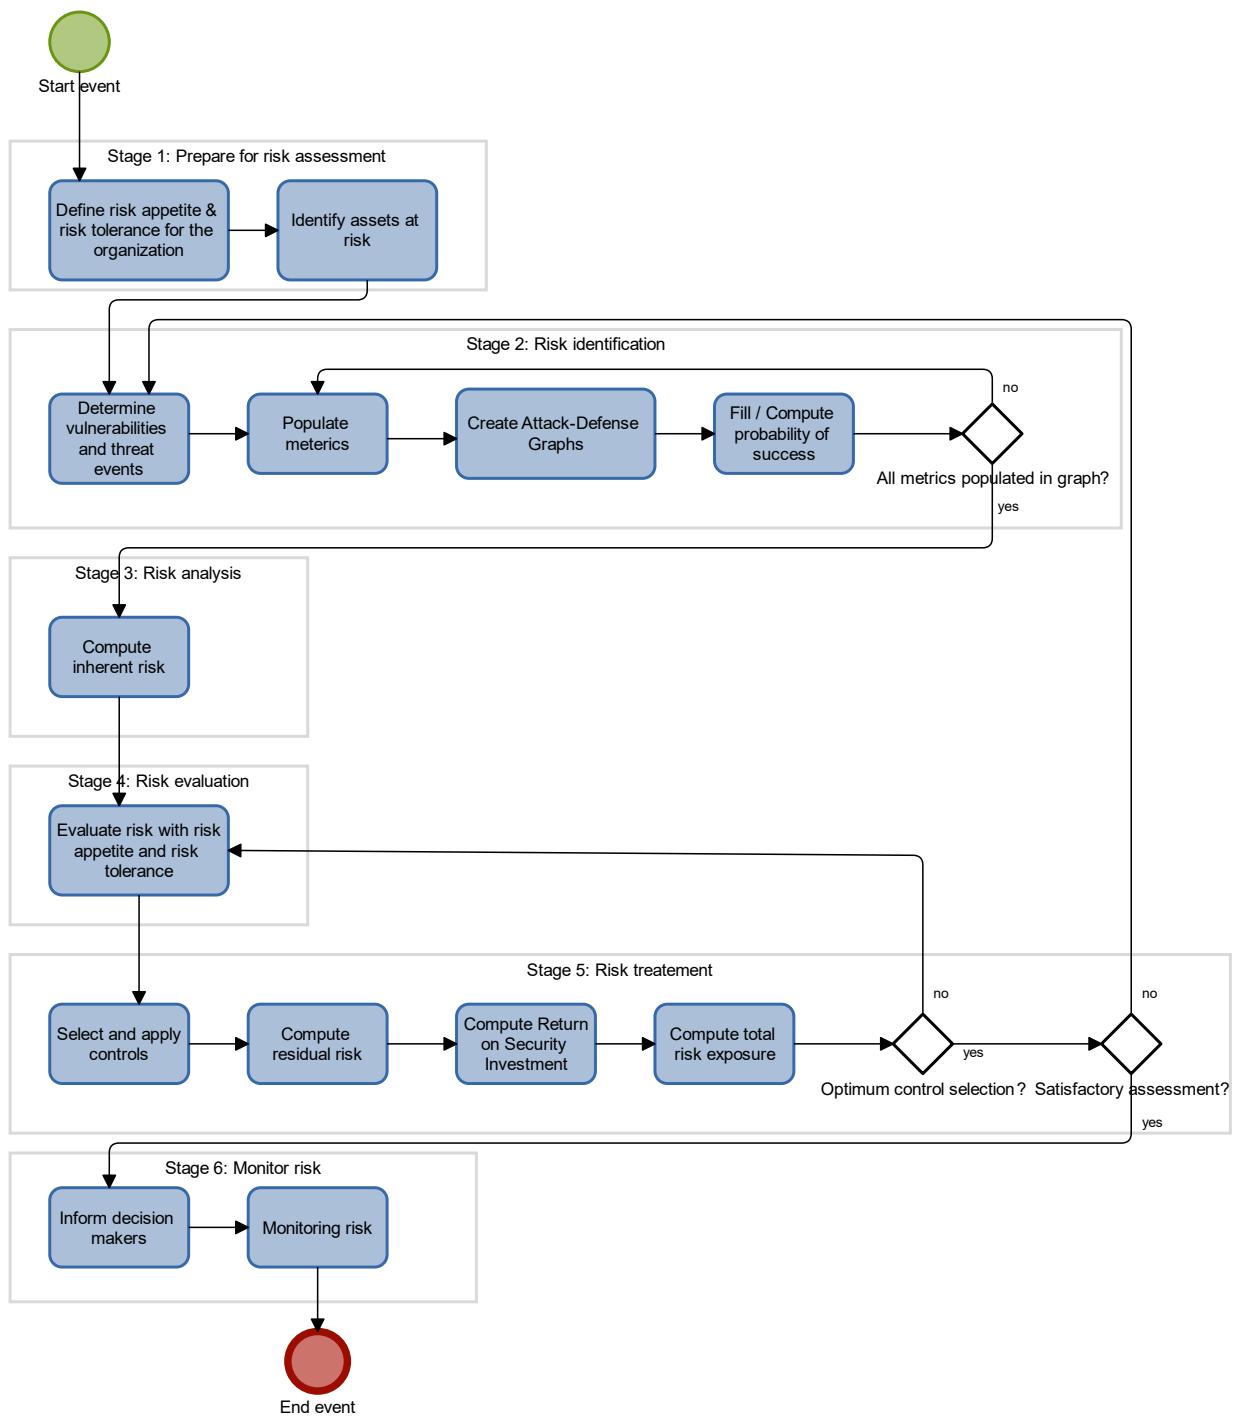 Start event
Stage 1: Prepare for risk assessment
Define risk appetite &
risk tolerance for the
organization
Identify assets at
risk
Stage 2: Risk identification
no
Determine
vulnerabilities
and threat
events
Populate
meterics
Create Attack-Defense
Graphs
Fill / Compute
probability of
success
All metrics populated in graph?
yes
Stage 3: Risk analysis
Compute
inherent risk
Stage 4: Risk evaluation
Evaluate risk with risk
appetite and risk
tolerance
Stage 5: Risk treatement
no
no
Select and apply
controls
Compute
residual risk
Compute Return
on Security
Investment
Compute total
risk exposure
yes
Optimum control selection?
Satisfactory assessment?
yes
Stage 6: Monitor risk
Inform decision
makers
Monitoring risk
End event